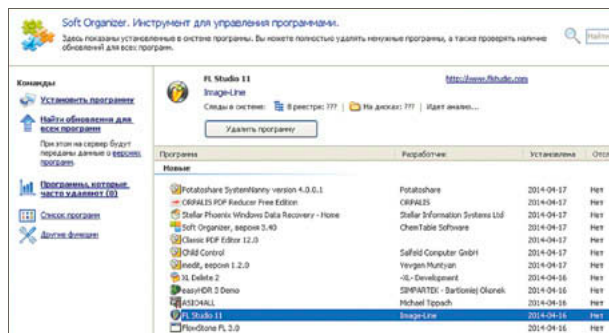 Soft Organizer. Инструмент для управления программами.
Здесь показаны установленные в системе программы. Вы можете полностью удалять ненужные программы, а также проверять наличие
обновлений для всех программ.
Найти
Команды
Установить программу
Найти обновления для
всех программ
При этом на сервер будут
переданы данные о версиях
программ.
Программы, которые
часто удаляют (0)
Список программ
Другие функции
FL Studio 11
http://www.flstudio.com
Image-Line
Следы в системе: В реестре: ??? | На дисках: ??? | Идет анализ...
Удалить программу
Программа Разработчик Установлена
Новые
Potatoshare SystemNanny version 4.0.0.1 Potatoshare 2014-04-17 Нет
ORPALIS PDF Reducer Free Edition ORPALIS 2014-04-17 Нет
Stellar Phoenix Windows Data Recovery - Home Stellar Information Systems Ltd 2014-04-17 Нет
Soft Organizer, версия 3.40 ChemTable Software 2014-04-17 Нет
Classic PDF Editor 12.0 2014-04-17 Нет
Child Control Salfeld Computer GmbH 2014-04-17 Нет
medit, версия 1.2.0 Yevgen Muntyan 2014-04-17 Нет
XL Delete 2 -XL- Development 2014-04-16 Нет
easyHDR 3 Demo SIMPARTEK - Bartlomiej Okonek 2014-04-16 Нет
ASIO4ALL Michael Tippach 2014-04-16 Нет
FL Studio 11 Image-Line 2014-04-16 Нет
FlowStone FL 3.0 2014-04-16 Нет